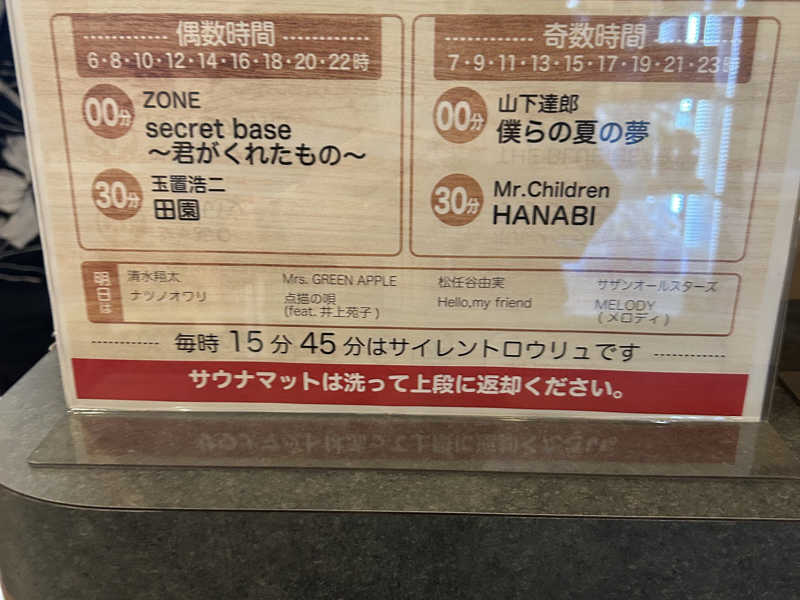 偶数時間
6・8・10・12・14・16・18・20・22時
00分
ZONE
secret base
〜君がくれたもの〜
30分
玉置浩二
田園
奇数時間
7・9・11・13・15・17・19・21・23時
00分
山下達郎
僕らの夏の夢
30分
Mr.Children
HANABI
明日は
清水翔太
ナツノオワリ
Mrs. GREEN APPLE
点描の唄
(feat. 井上苑子)
松任谷由実
Hello,my friend
サザンオールスターズ
MELODY
(メロディ)
毎時 15分 45分はサイレントロウリュです
サウナマットは洗って上段に返却ください。